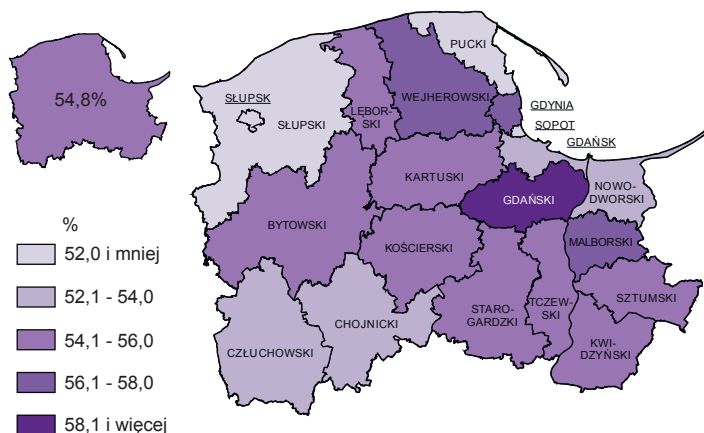 54,8%
%
52,0 i mniej
52,1 - 54,0
54,1 - 56,0
56,1 - 58,0
58,1 i więcej
PUCKI
SŁUPSK
SŁUPSKI
LĘBOR-
SKI
WEJHEROWSKI
GDYNIA
SOPOT
GDAŃSK
KARTUSKI
GDAŃSKI
NOWO-
DWORSKI
BYTOWSKI
KOŚCIERSKI
MALBORSKI
SZTUMSKI
STARO-
GARDZKI
TCZEW-
SKI
KWI-
DZYŃSKI
CHOJNICKI
CZŁUCHOWSKI